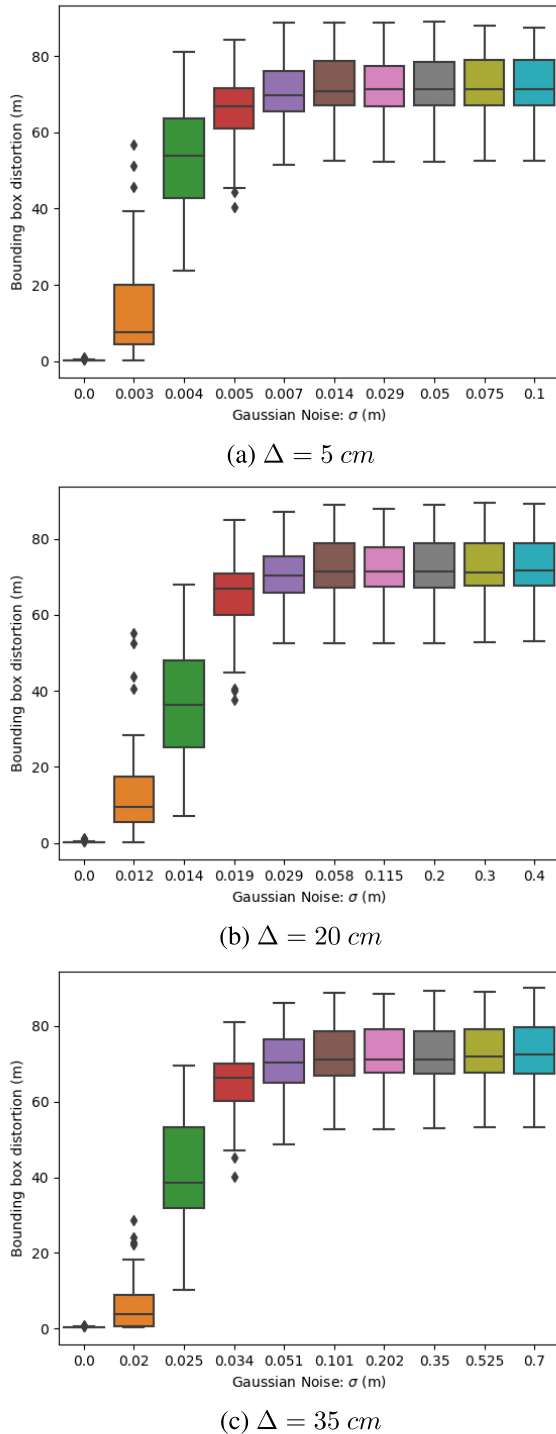 80
60
40
20
0
Bounding box distortion (m)
0.0 0.003 0.004 0.005 0.007 0.014 0.029 0.05 0.075 0.1
Gaussian Noise: σ (m)
(a) Δ = 5 cm
80
60
40
20
0
Bounding box distortion (m)
0.0 0.012 0.014 0.019 0.029 0.058 0.115 0.2 0.3 0.4
Gaussian Noise: σ (m)
(b) Δ = 20 cm
80
60
40
20
0
Bounding box distortion (m)
0.0 0.02 0.025 0.034 0.051 0.101 0.202 0.35 0.525 0.7
Gaussian Noise: σ (m)
(c) Δ = 35 cm